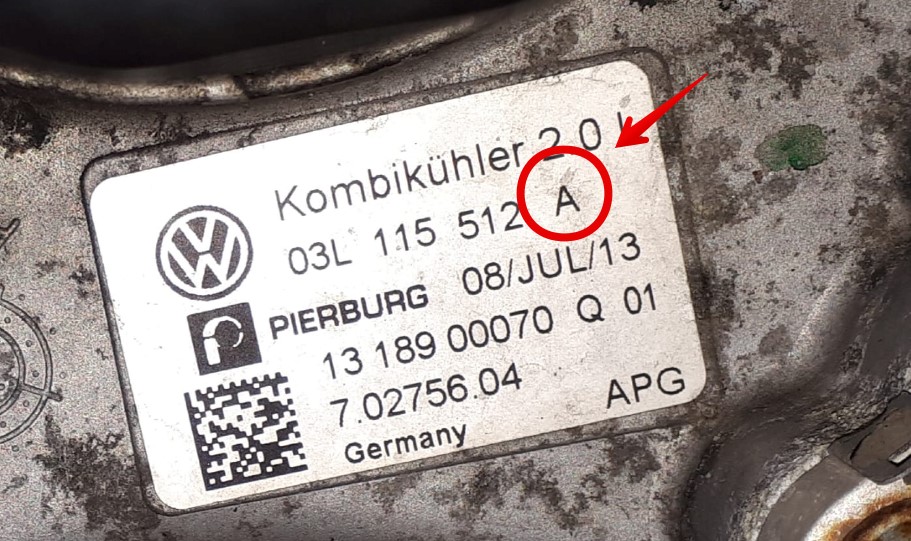 Kombikühler 2.0 l
03L 115 512 A
PIERBURG 08/JUL/13
13 189 00070 Q 01
7.02756.04
APG
Germany